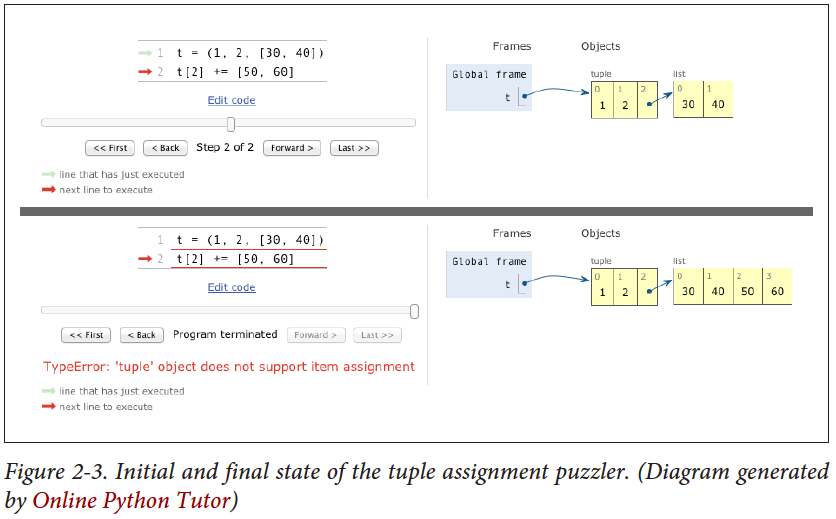 1 t = (1, 2, [30, 40])
2 t[2] += [50, 60]
Edit code
<< First < Back Step 2 of 2 Forward > Last >>
line that has just executed
next line to execute
Frames Objects
Global frame
t
tuple
0 1 2
1 2
list
0 1
30 40
1 t = (1, 2, [30, 40])
2 t[2] += [50, 60]
Edit code
<< First < Back Program terminated Forward > Last >>
TypeError: 'tuple' object does not support item assignment
line that has just executed
next line to execute
Frames Objects
Global frame
t
tuple
0 1 2
1 2
list
0 1 2 3
30 40 50 60
Figure 2-3. Initial and final state of the tuple assignment puzzler. (Diagram generated
by Online Python Tutor)